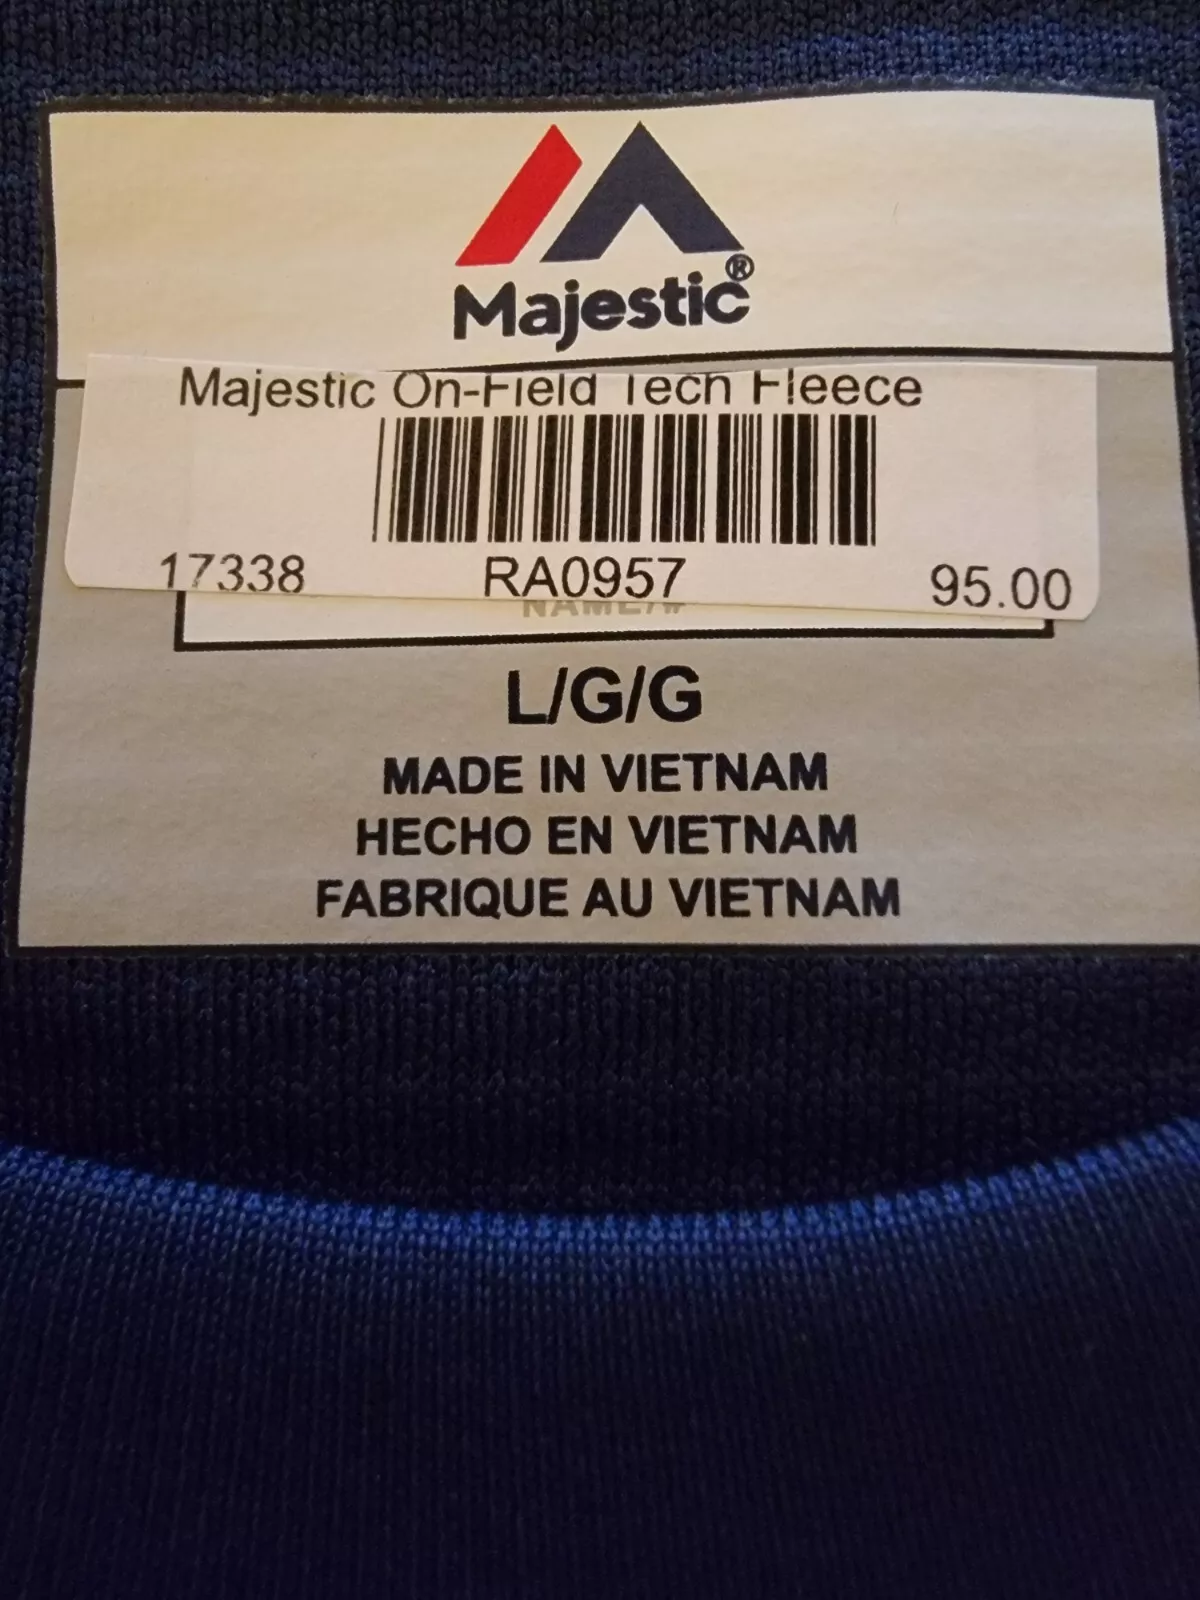 Majestic®
Majestic On-Field Tech Fleece
17338 RA0957 95.00
NAME/#
L/G/G
MADE IN VIETNAM
HECHO EN VIETNAM
FABRIQUE AU VIETNAM